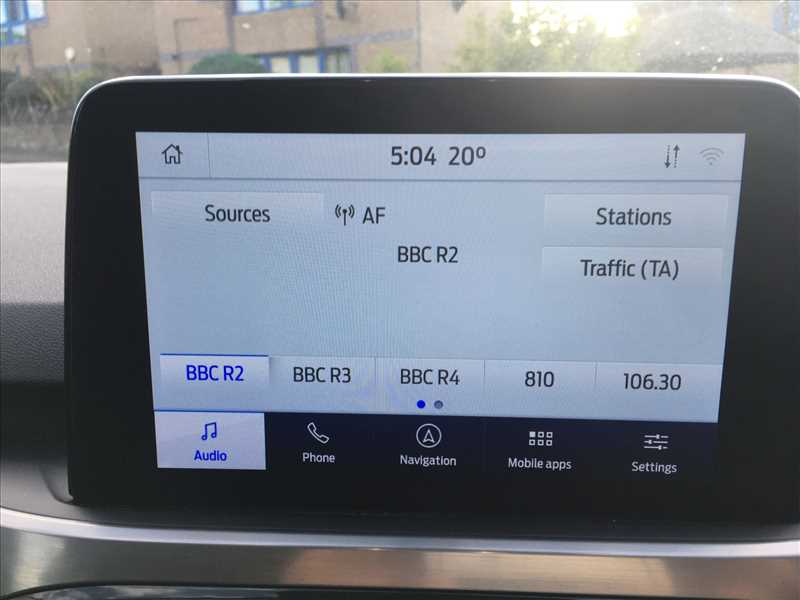 5:04 20º
Sources
AF
Stations
BBC R2
Traffic (TA)
BBC R2 BBC R3 BBC R4 810 106.30
Audio Phone Navigation Mobile apps Settings